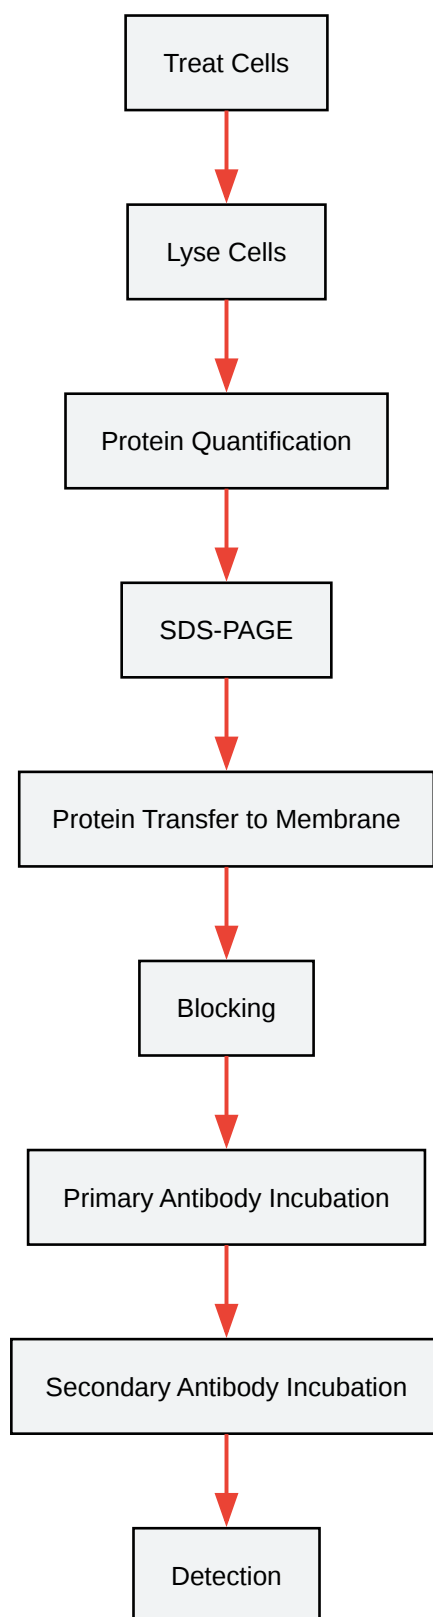 Treat Cells
Lyse Cells
Protein Quantification
SDS-PAGE
Protein Transfer to Membrane
Blocking
Primary Antibody Incubation
Secondary Antibody Incubation
Detection